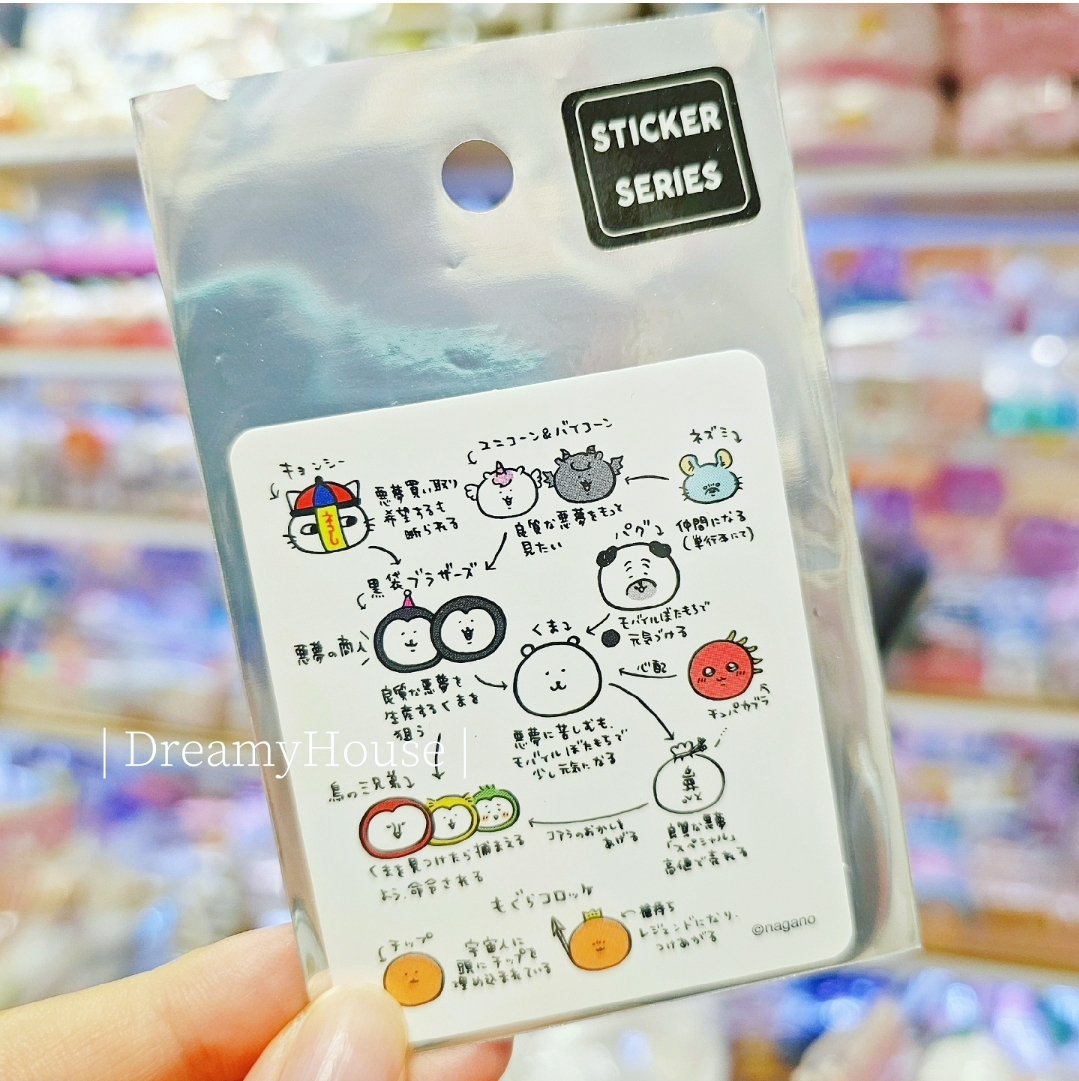 STICKER
SERIES
ユニコーン&バイコーン
ネズミ
キョンシー
悪夢買い取り
希望するも
断られる
良質な悪夢をもっと
見たい
仲間になる
(単行本にて)
パグ
黒袋ブラザーズ
モバイルぼたもちで
元気づける
悪夢の商人
くま
心配
チュパカブラ
良質な悪夢を
生産するくまを
狙う
| DreamyHouse |
悪夢に苦しむも、
モバイルぼたもちで
少し元気になる
鳥の三兄弟
コアラのおかしを
あげる
良質な悪夢
「スペシャル」
高値で売れる
くまを見つけたら捕まえる
よう、命令される
もぐらコロッケ
チップ
宇宙人に
頭にチップを
埋め込まれている
レジェンドになり、
つけあがる
@nagano